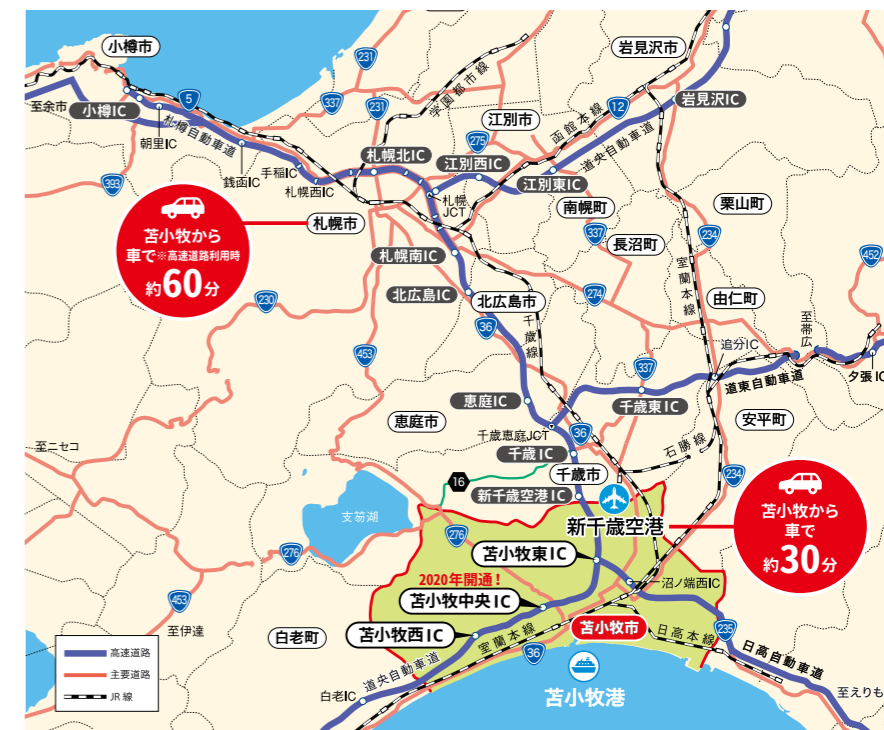 小樽市
岩見沢市
231
5
337
231
学園都市線
12
岩見沢IC
至余市
小樽IC
札樽自動車道
朝里IC
江別市
函館本線
道央自動車道
275
393
銭函IC
手稲IC
札幌西IC
札幌北IC
江別西IC
江別東IC
札幌
JCT
南幌町
栗山町
苫小牧から
車で※高速道路利用時
約60分
札幌市
337
長沼町
234
452
札幌南IC
室蘭本線
北広島IC
北広島市
230
36
274
由仁町
至帯広
千歳線
453
追分IC
337
道東自動車道
夕張IC
恵庭IC
千歳東IC
恵庭市
千歳恵庭JCT
36
安平町
至ニセコ
千歳IC
石勝線
千歳市
234
16
新千歳空港IC
支笏湖
新千歳空港
苫小牧から
車で
約30分
276
276
苫小牧東IC
2020年開通！
沼ノ端西IC
453
苫小牧中央IC
至伊達
白老町
苫小牧西IC
苫小牧市
日高本線
235
日高自動車道
高速道路
主要道路
JR線
道央自動車道
室蘭本線
36
白老IC
苫小牧港
至えりも